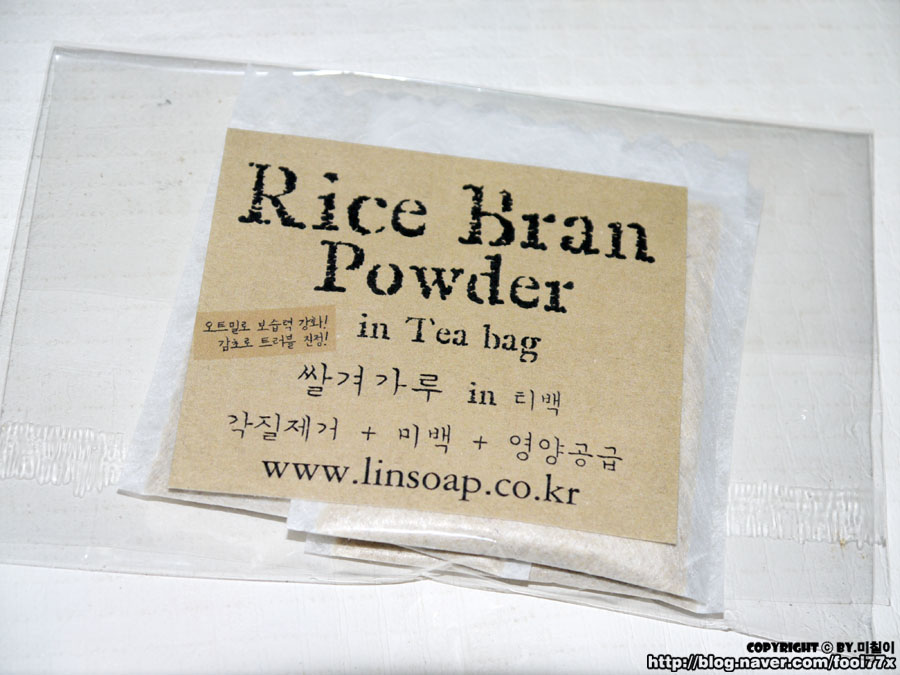 Rice Bran
Powder
in Tea bag
오트밀로 보습력 강화!
감초로 트러블 진정!
쌀겨가루 in 티백
각질제거 + 미백 + 영양공급
www.linsoap.co.kr
COPYRIGHT ⓒ BY.미칠이
http://blog.naver.com/fool77x